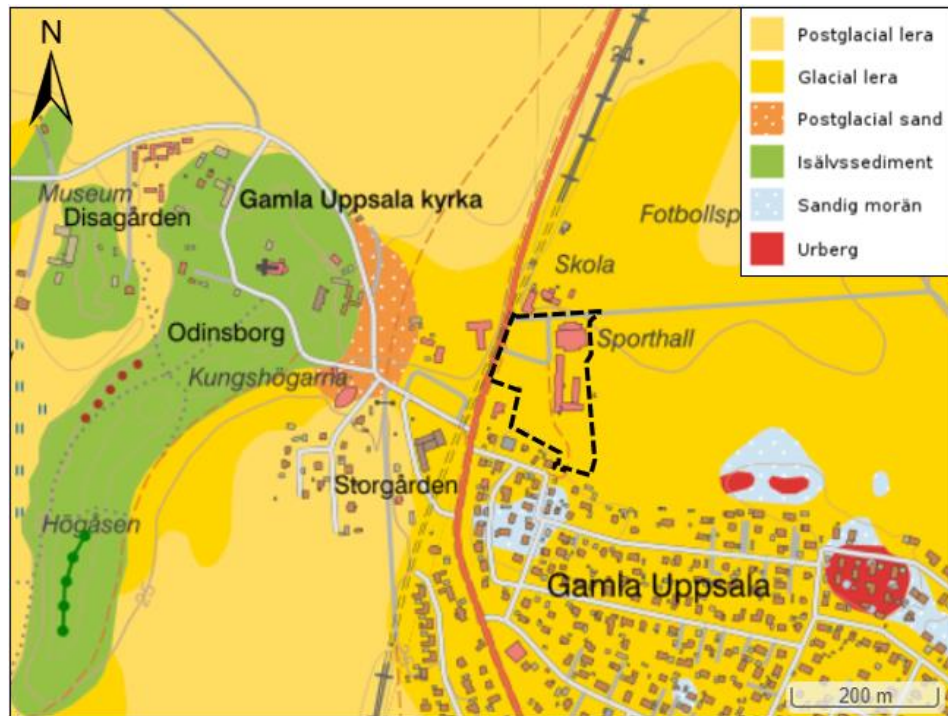 N
Postglacial lera
Glacial lera
Postglacial sand
Isälvssediment
Sandig morän
Urberg
Museum
Disagården
Gamla Uppsala kyrka
Fotbollsp
Skola
Odinsborg
Sporthall
Kungshögarna
Storgården
Högåsen
Gamla Uppsala
200 m